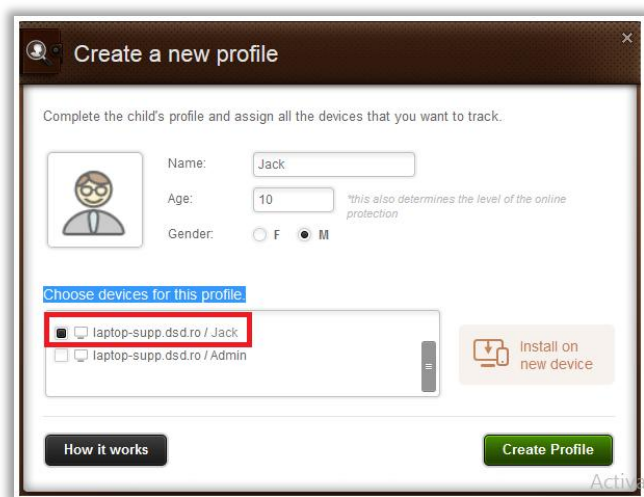 Create a new profile
Complete the child's profile and assign all the devices that you want to track.
Name: Jack
Age: 10 *this also determines the level of the online
protection
Gender: F M
Choose devices for this profile.
laptop-supp.dsd.ro / Jack
laptop-supp.dsd.ro / Admin
Install on
new device
How it works
Create Profile